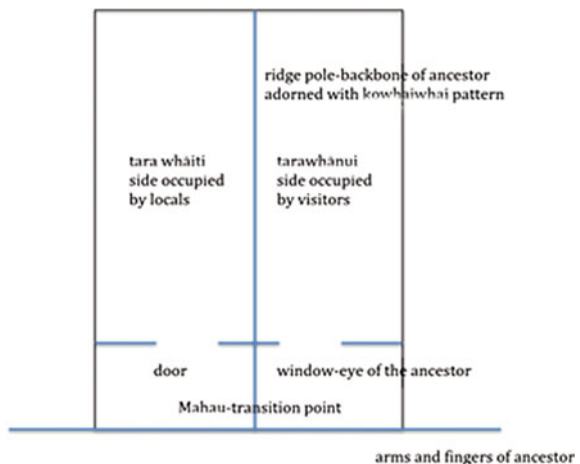 ridge pole-backbone of ancestor
adorned with kowhaiwhai pattern
tara whāiti
side occupied
by locals
tarawhānui
side occupied
by visitors
door
window-eye of the ancestor
Mahau-transition point
arms and fingers of ancestor